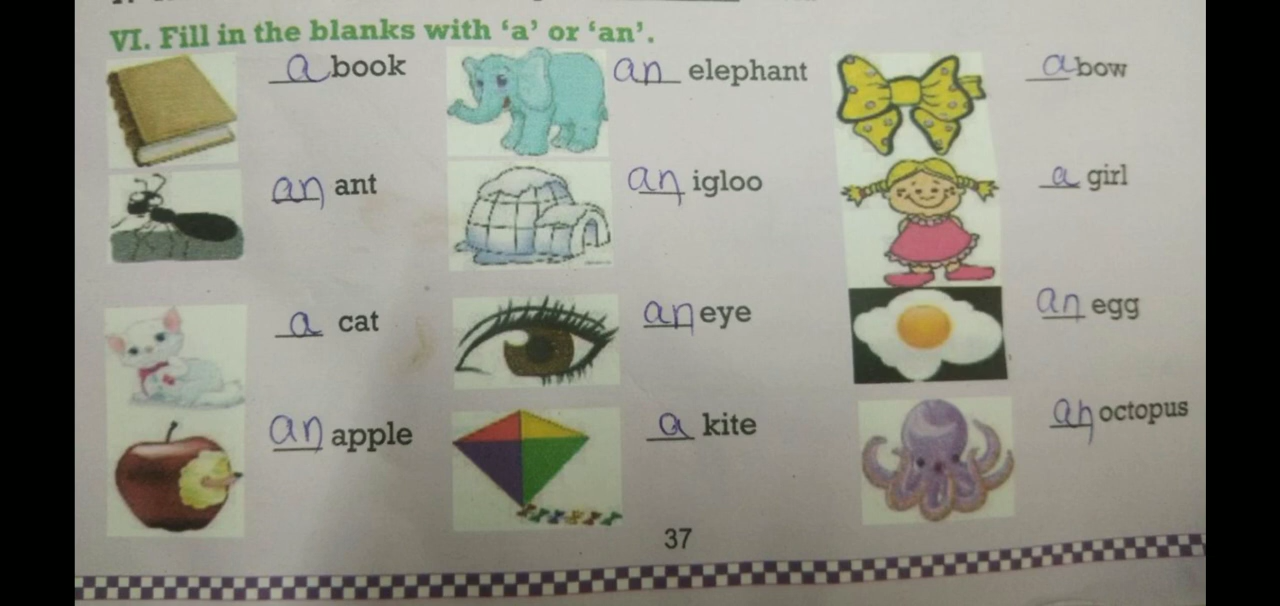 VI. Fill in the blanks with ‘a’ or ‘an’.
a book an elephant a bow
an ant an igloo a girl
a cat an eye an egg
an apple a kite an octopus
37